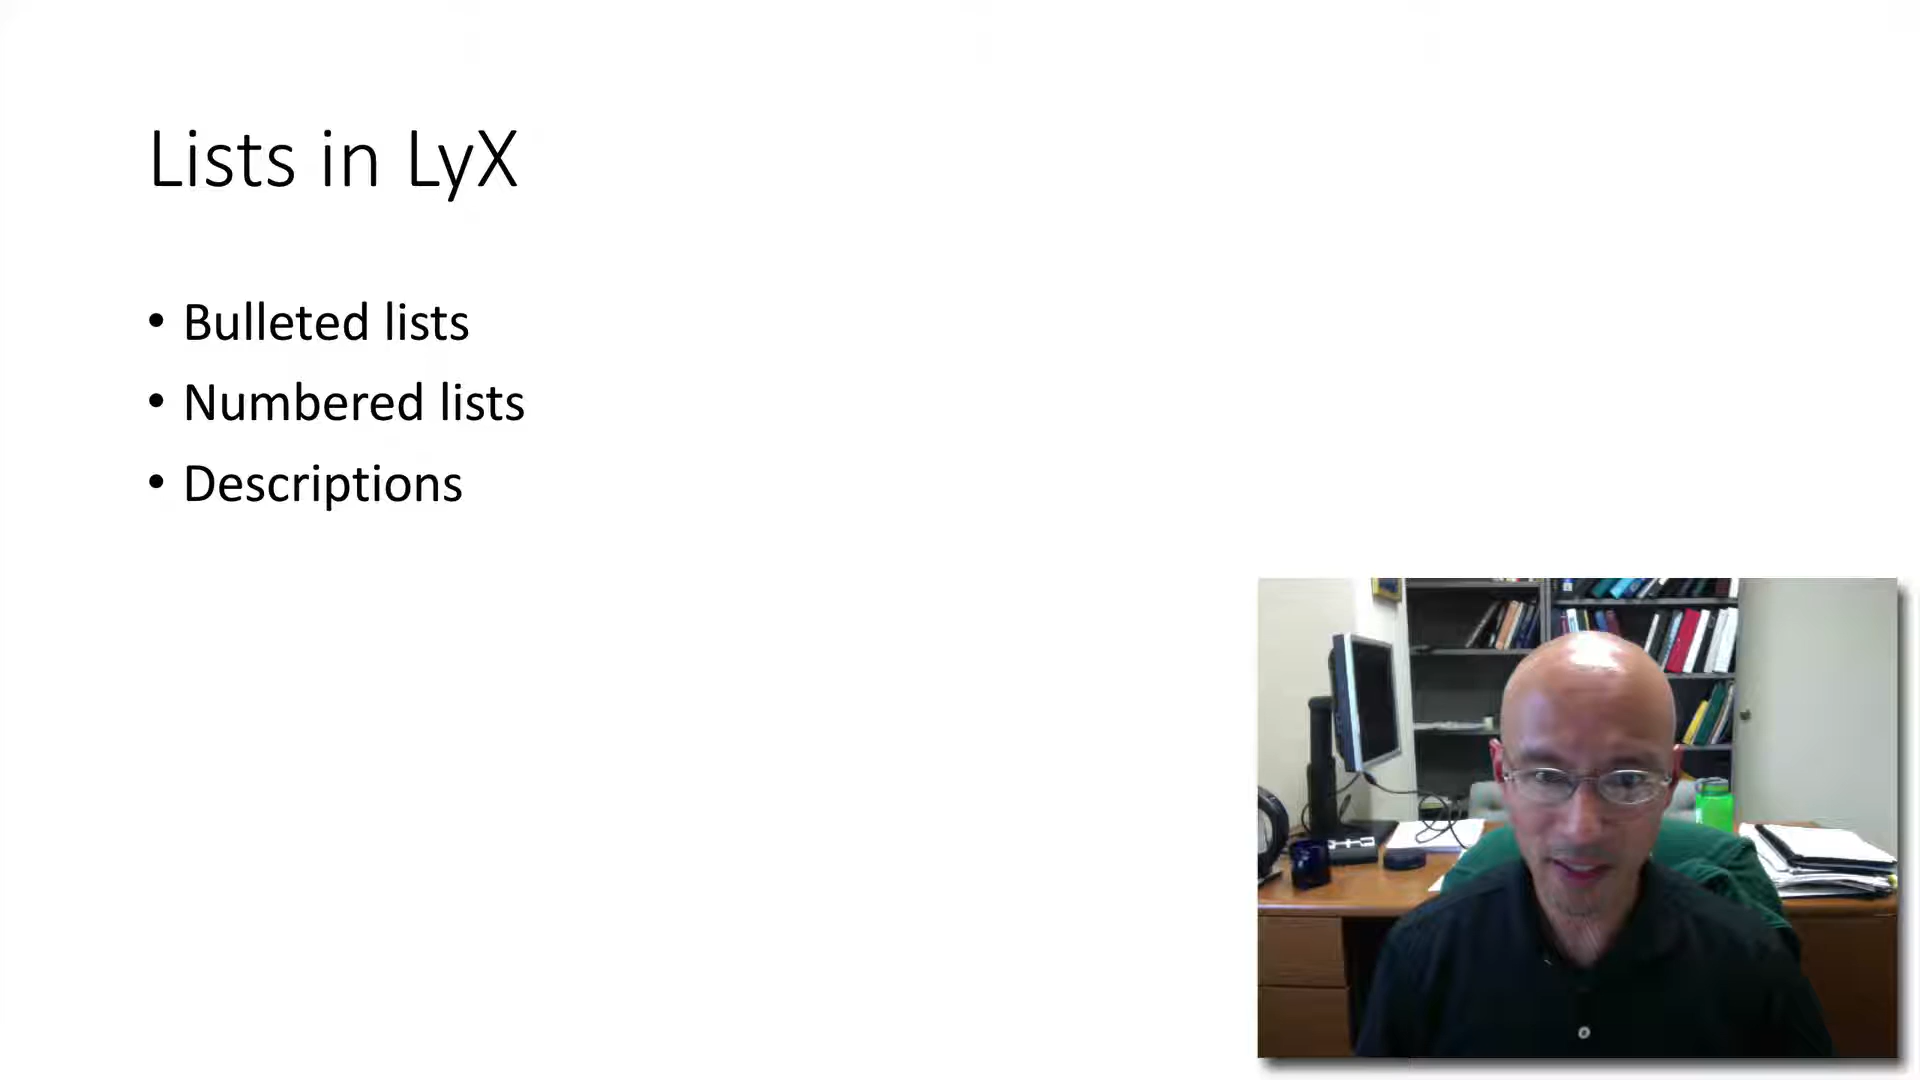 Lists in LyX
• Bulleted lists
• Numbered lists
• Descriptions